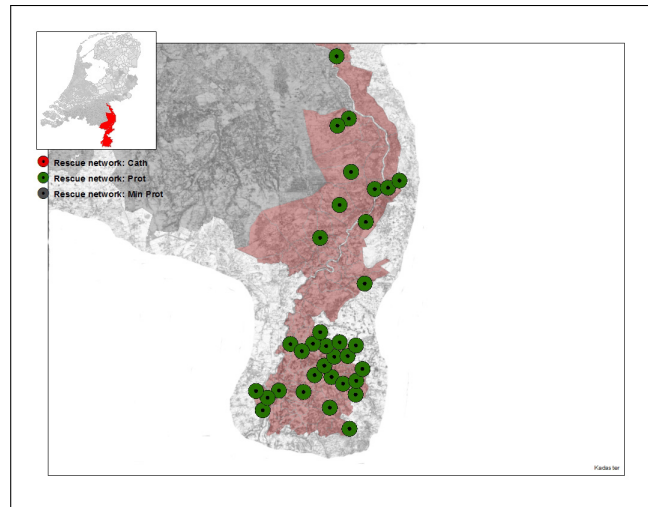 Rescue network: Cath
Rescue network: Prot
Rescue network: Min Prot
Kadaster